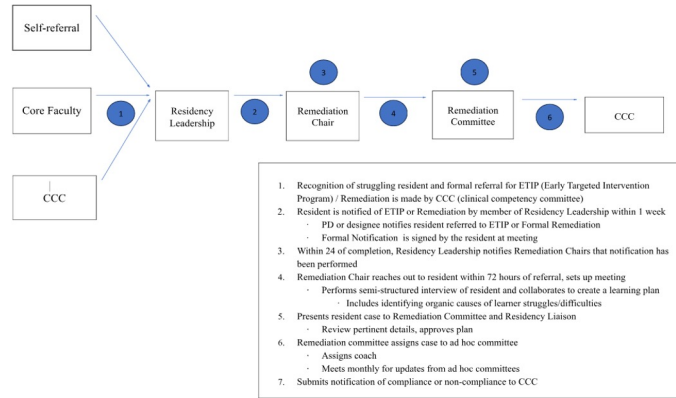 Self-referral
Core Faculty
CCC
1
Residency
Leadership
2
3
Remediation
Chair
4
5
Remediation
Committee
6
CCC
1. Recognition of struggling resident and formal referral for ETIP (Early Targeted Intervention
Program) / Remediation is made by CCC (clinical competency committee)
2. Resident is notified of ETIP or Remediation by member of Residency Leadership within 1 week
· PD or designee notifies resident referred to ETIP or Formal Remediation
· Formal Notification is signed by the resident at meeting
3. Within 24 of completion, Residency Leadership notifies Remediation Chairs that notification has
been performed
4. Remediation Chair reaches out to resident within 72 hours of referral, sets up meeting
· Performs semi-structured interview of resident and collaborates to create a learning plan
· Includes identifying organic causes of learner struggles/difficulties
5. Presents resident case to Remediation Committee and Residency Liaison
· Review pertinent details, approves plan
6. Remediation committee assigns case to ad hoc committee
· Assigns coach
· Meets monthly for updates from ad hoc committees
7. Submits notification of compliance or non-compliance to CCC